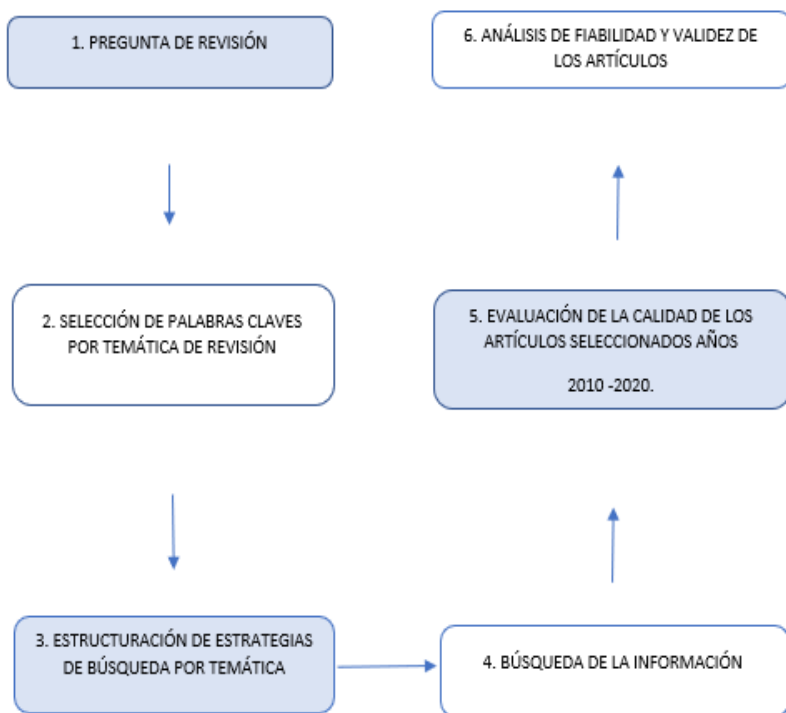 1. PREGUNTA DE REVISIÓN
2. SELECCIÓN DE PALABRAS CLAVES
POR TEMÁTICA DE REVISIÓN
3. ESTRUCTURACIÓN DE ESTRATEGIAS
DE BÚSQUEDA POR TEMÁTICA
4. BÚSQUEDA DE LA INFORMACIÓN
5. EVALUACIÓN DE LA CALIDAD DE LOS
ARTÍCULOS SELECCIONADOS AÑOS
2010 -2020.
6. ANÁLISIS DE FIABILIDAD Y VALIDEZ DE
LOS ARTÍCULOS